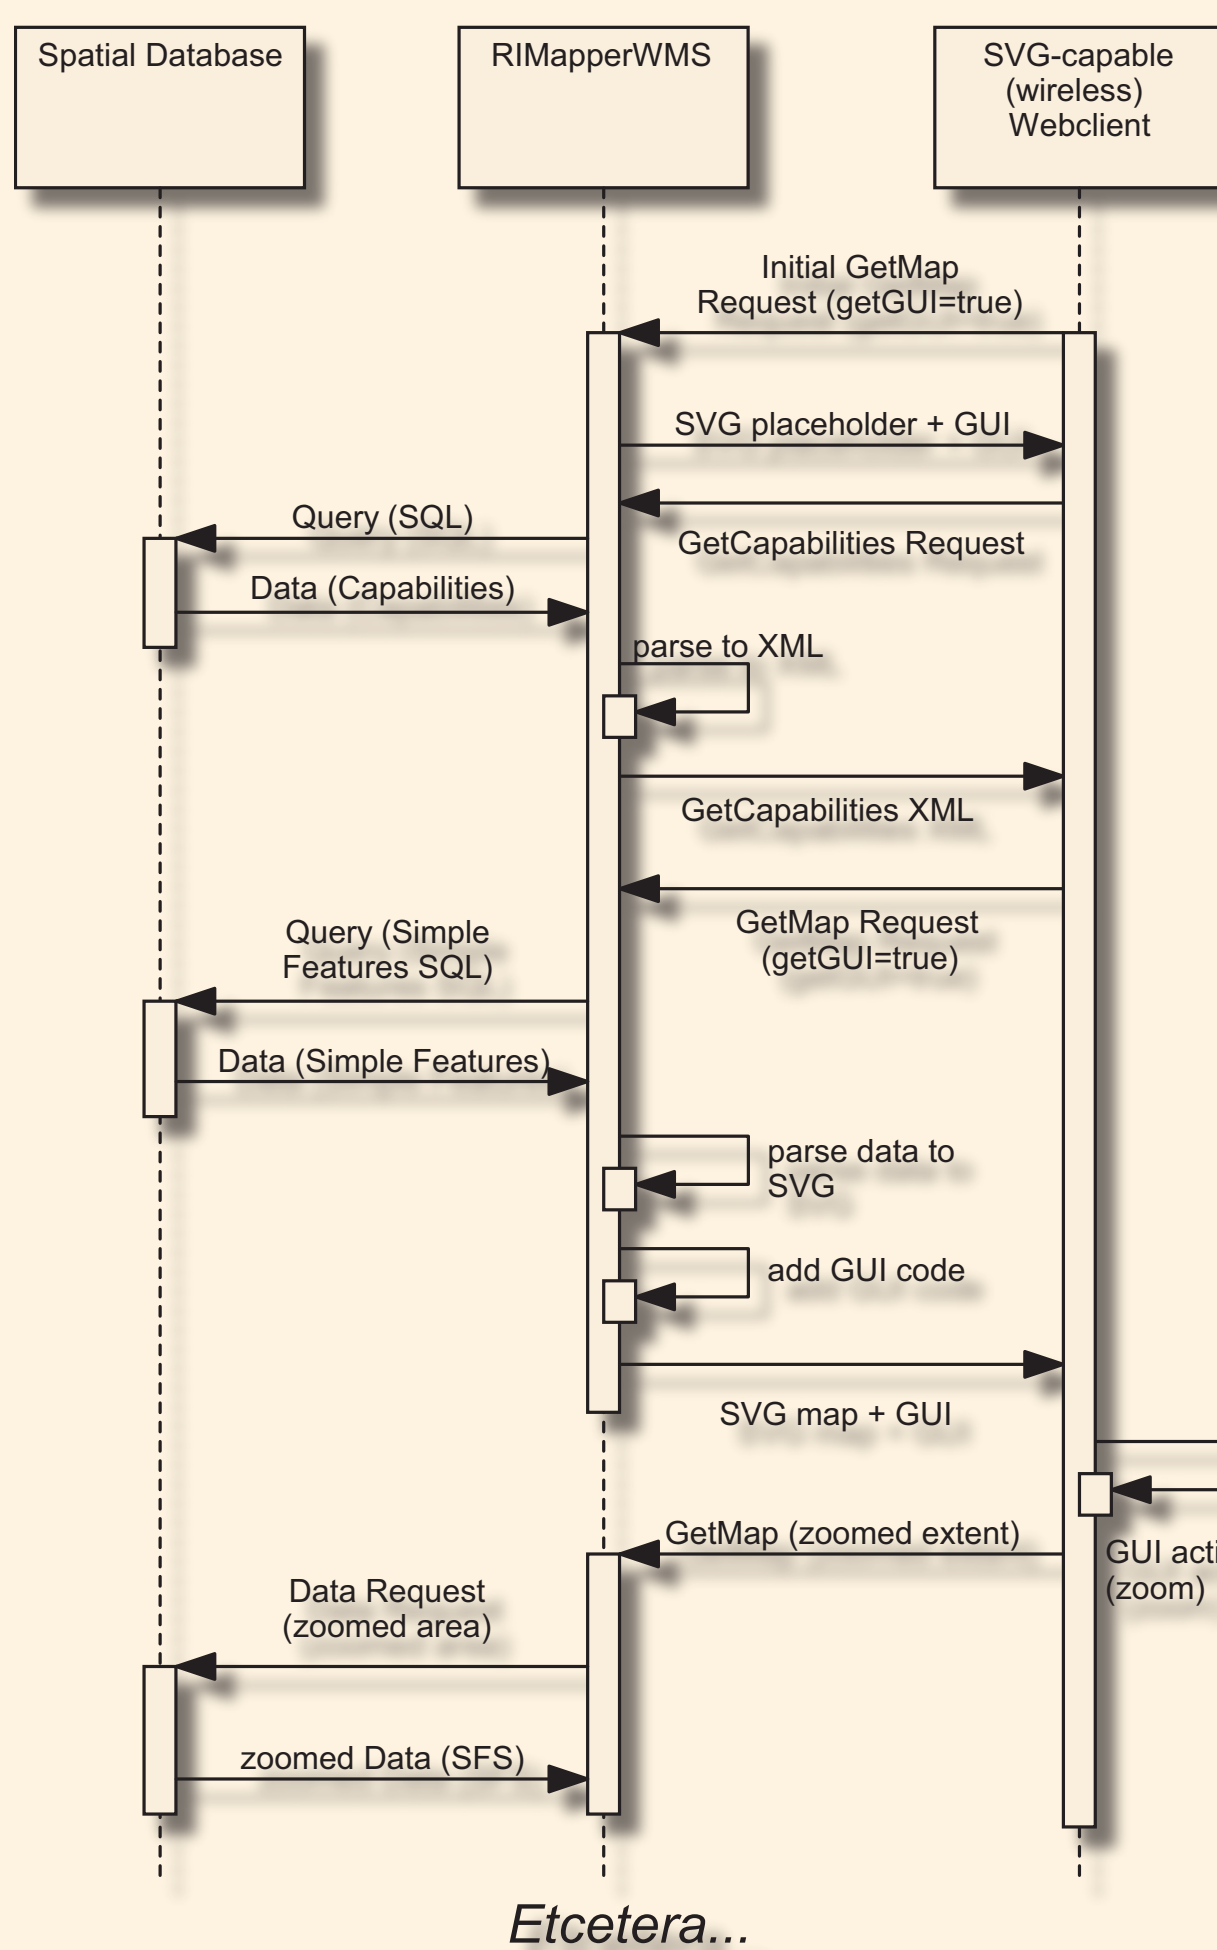 Spatial Database
RIMapperWMS
SVG-capable
(wireless)
Webclient
Initial GetMap
Request (getGUI=true)
SVG placeholder + GUI
Query (SQL)
GetCapabilities Request
Data (Capabilities)
parse to XML
GetCapabilities XML
GetMap Request
(getGUI=true)
Query (Simple
Features SQL)
Data (Simple Features)
parse data to
SVG
add GUI code
SVG map + GUI
GetMap (zoomed extent)
GUI acti
(zoom)
Data Request
(zoomed area)
zoomed Data (SFS)
Etcetera...